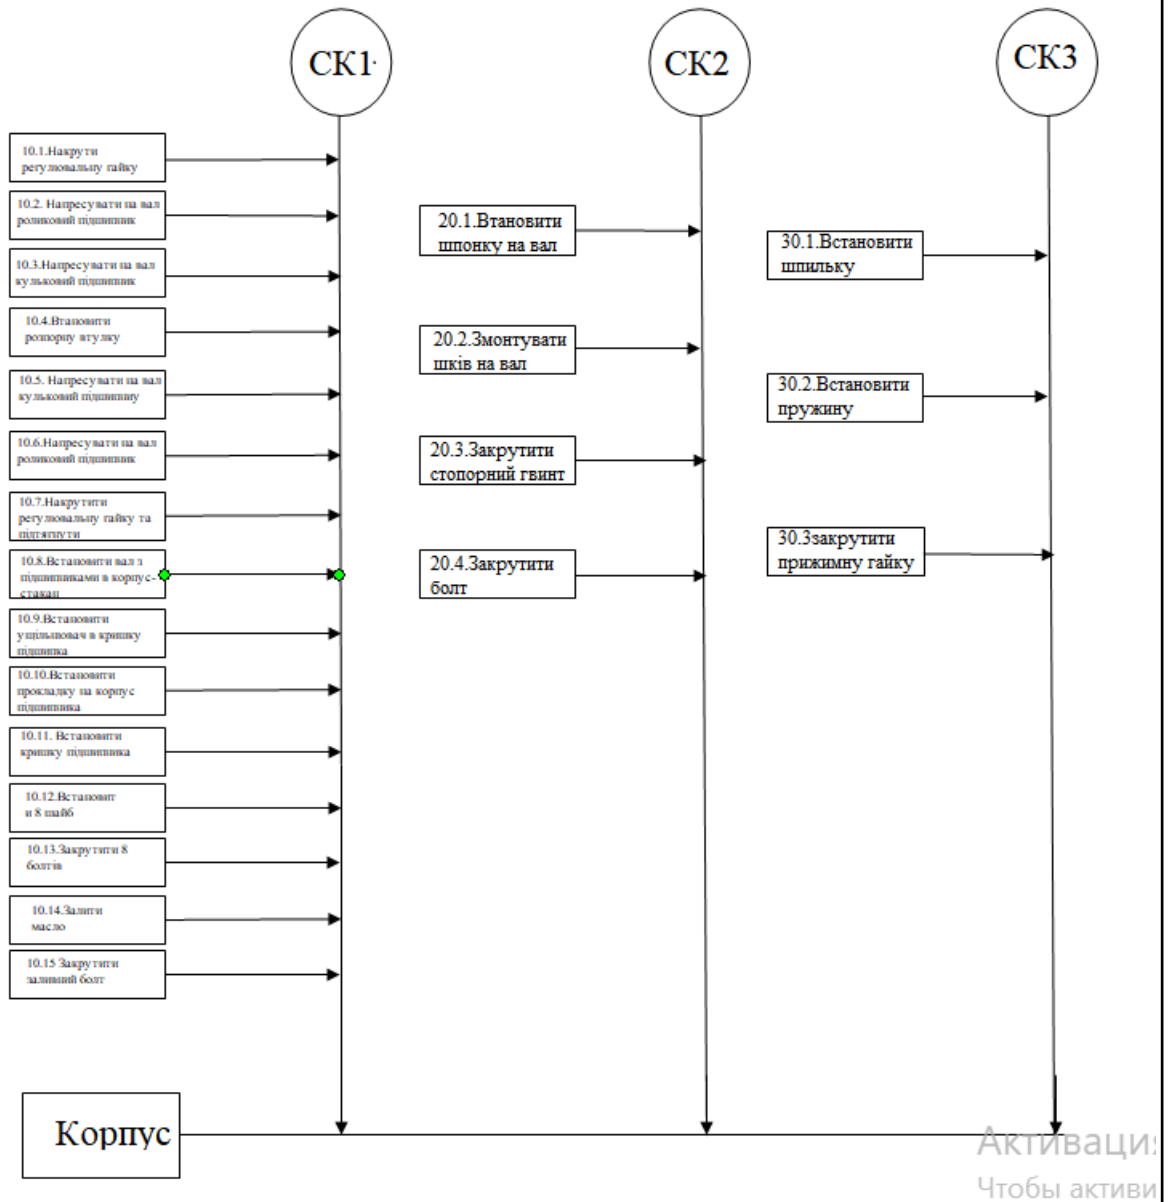 СК1
СК2
СК3
10.1.Накрути
регулювальну гайку
10.2. Напресувати на вал
роликовий підшипник
10.3.Напресувати на вал
кульковий підшипник
10.4.Втановити
розпорну втулку
10.5. Напресувати на вал
кульковий підшипну
10.6.Напресувати на вал
роликовий підшипник
10.7.Накрутити
регулювальну гайку та
підтягнути
10.8.Встановити вал з
підшипниками в корпус-
стакан
10.9.Встановити
ущільнювач в кришку
підшипка
10.10.Встановити
прокладку на корпус
підшипника
10.11. Встановити
кришку підшипника
10.12.Встановит
и 8 шайб
10.13.Закрутити 8
болтів
10.14.Залити
масло
10.15 Закрутити
заливний болт
20.1.Втановити
шпонку на вал
20.2.Змонтувати
шків на вал
20.3.Закрутити
стопорний гвинт
20.4.Закрутити
болт
30.1.Встановити
шпильку
30.2.Встановити
пружину
30.3закрутити
прижимну гайку
Корпус
Активаци
Чтобы активи